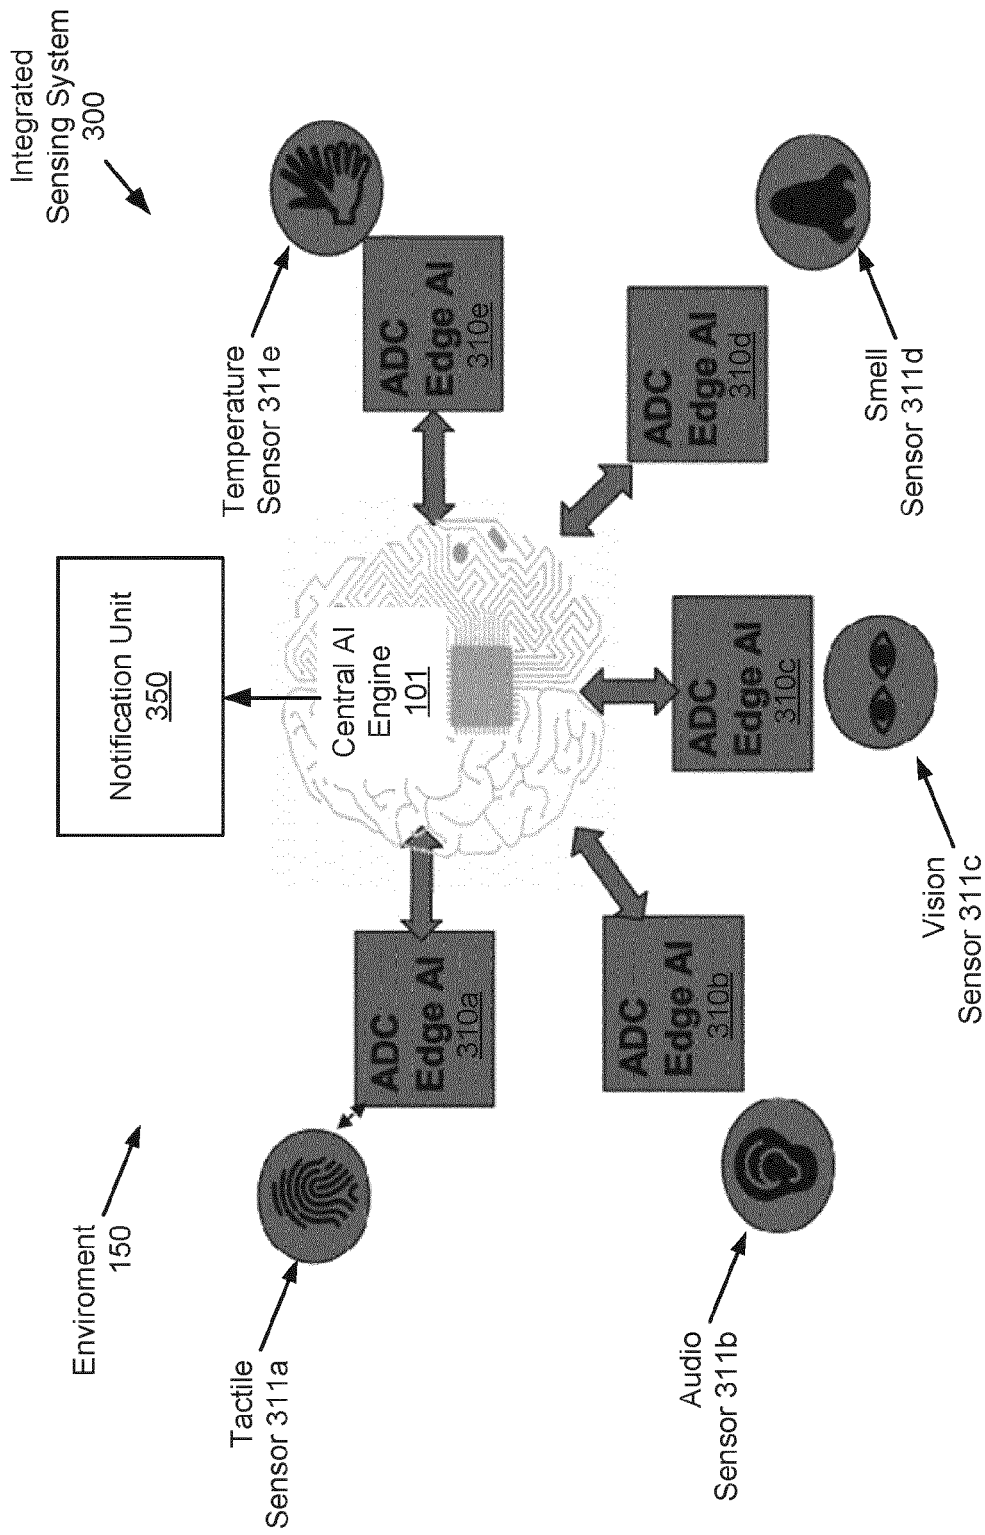 Integrated
Sensing System
300
Enviroment
150
Notification Unit
350
Temperature
Sensor 311e
Tactile
Sensor 311a
Central AI
Engine
101
ADC
Edge AI
310a
ADC
Edge AI
310e
ADC
Edge AI
310b
ADC
Edge AI
310c
ADC
Edge AI
310d
Audio
Sensor 311b
Vision
Sensor 311c
Smell
Sensor 311d